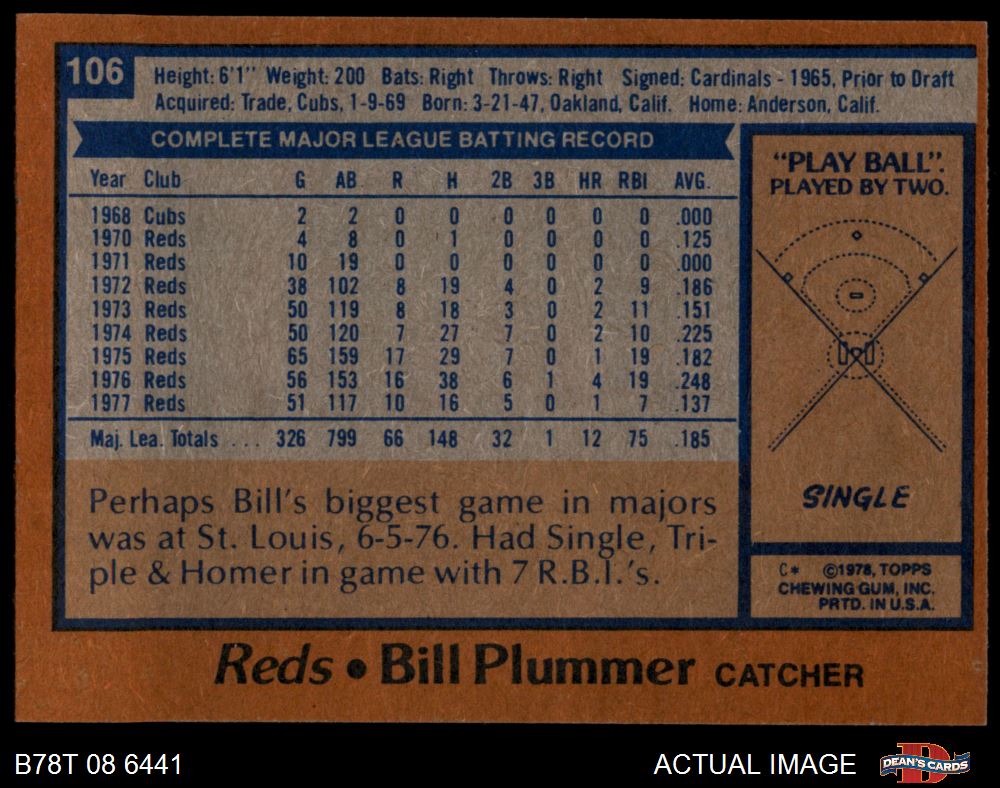 106
Height: 6'1" Weight: 200 Bats: Right Throws: Right Signed: Cardinals - 1965, Prior to Draft
Acquired: Trade, Cubs, 1-9-69 Born: 3-21-47, Oakland, Calif. Home: Anderson, Calif.
COMPLETE MAJOR LEAGUE BATTING RECORD
Year Club G AB R H 2B 3B HR RBI AVG.
1968 Cubs 2 2 0 0 0 0 0 0 .000
1970 Reds 4 8 0 1 0 0 0 0 .125
1971 Reds 10 19 0 0 0 0 0 0 .000
1972 Reds 38 102 8 19 4 0 2 9 .186
1973 Reds 50 119 8 18 3 0 2 11 .151
1974 Reds 50 120 7 27 7 0 2 10 .225
1975 Reds 65 159 17 29 7 0 1 19 .182
1976 Reds 56 153 16 38 6 1 4 19 .248
1977 Reds 51 117 10 16 5 0 1 7 .137
Maj. Lea. Totals ... 326 799 66 148 32 1 12 75 .185
Perhaps Bill's biggest game in majors
was at St. Louis, 6-5-76. Had Single, Tri-
ple & Homer in game with 7 R.B.I.'s.
"PLAY BALL".
PLAYED BY TWO.
SINGLE
C* ©1978, TOPPS
CHEWING GUM, INC.
PRTD. IN U.S.A.
Reds • Bill Plummer CATCHER
B78T 08 6441
ACTUAL IMAGE
DEAN'S CARDS